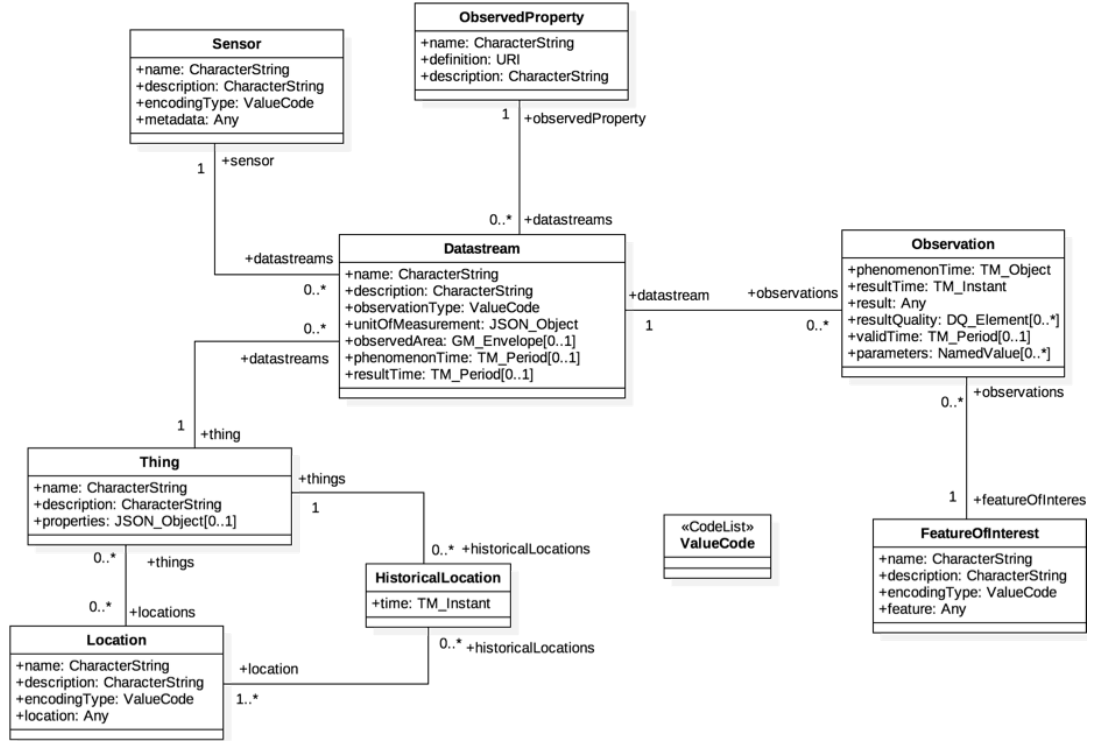 ObservedProperty
+name: CharacterString
+definition: URI
+description: CharacterString
Sensor
+name: CharacterString
+description: CharacterString
+encodingType: ValueCode
+metadata: Any
1
+observedProperty
1
+sensor
0..*
+datastreams
+datastreams
0..*
Datastream
+name: CharacterString
+description: CharacterString
+observationType: ValueCode
+unitOfMeasurement: JSON_Object
+observedArea: GM_Envelope[0..1]
+phenomenonTime: TM_Period[0..1]
+resultTime: TM_Period[0..1]
+datastream
1
+observations
0..*
Observation
+phenomenonTime: TM_Object
+resultTime: TM_Instant
+result: Any
+resultQuality: DQ_Element[0..*]
+validTime: TM_Period[0..1]
+parameters: NamedValue[0..*]
0..*
+datastreams
1
+thing
0..*
+observations
1
+featureOfInteres
Thing
+name: CharacterString
+description: CharacterString
+properties: JSON_Object[0..1]
+things
1
0..*
+historicalLocations
0..*
+things
0..*
+locations
HistoricalLocation
+time: TM_Instant
0..*
+historicalLocations
«CodeList»
ValueCode
FeatureOfInterest
+name: CharacterString
+description: CharacterString
+encodingType: ValueCode
+feature: Any
Location
+name: CharacterString
+description: CharacterString
+encodingType: ValueCode
+location: Any
+location
1..*